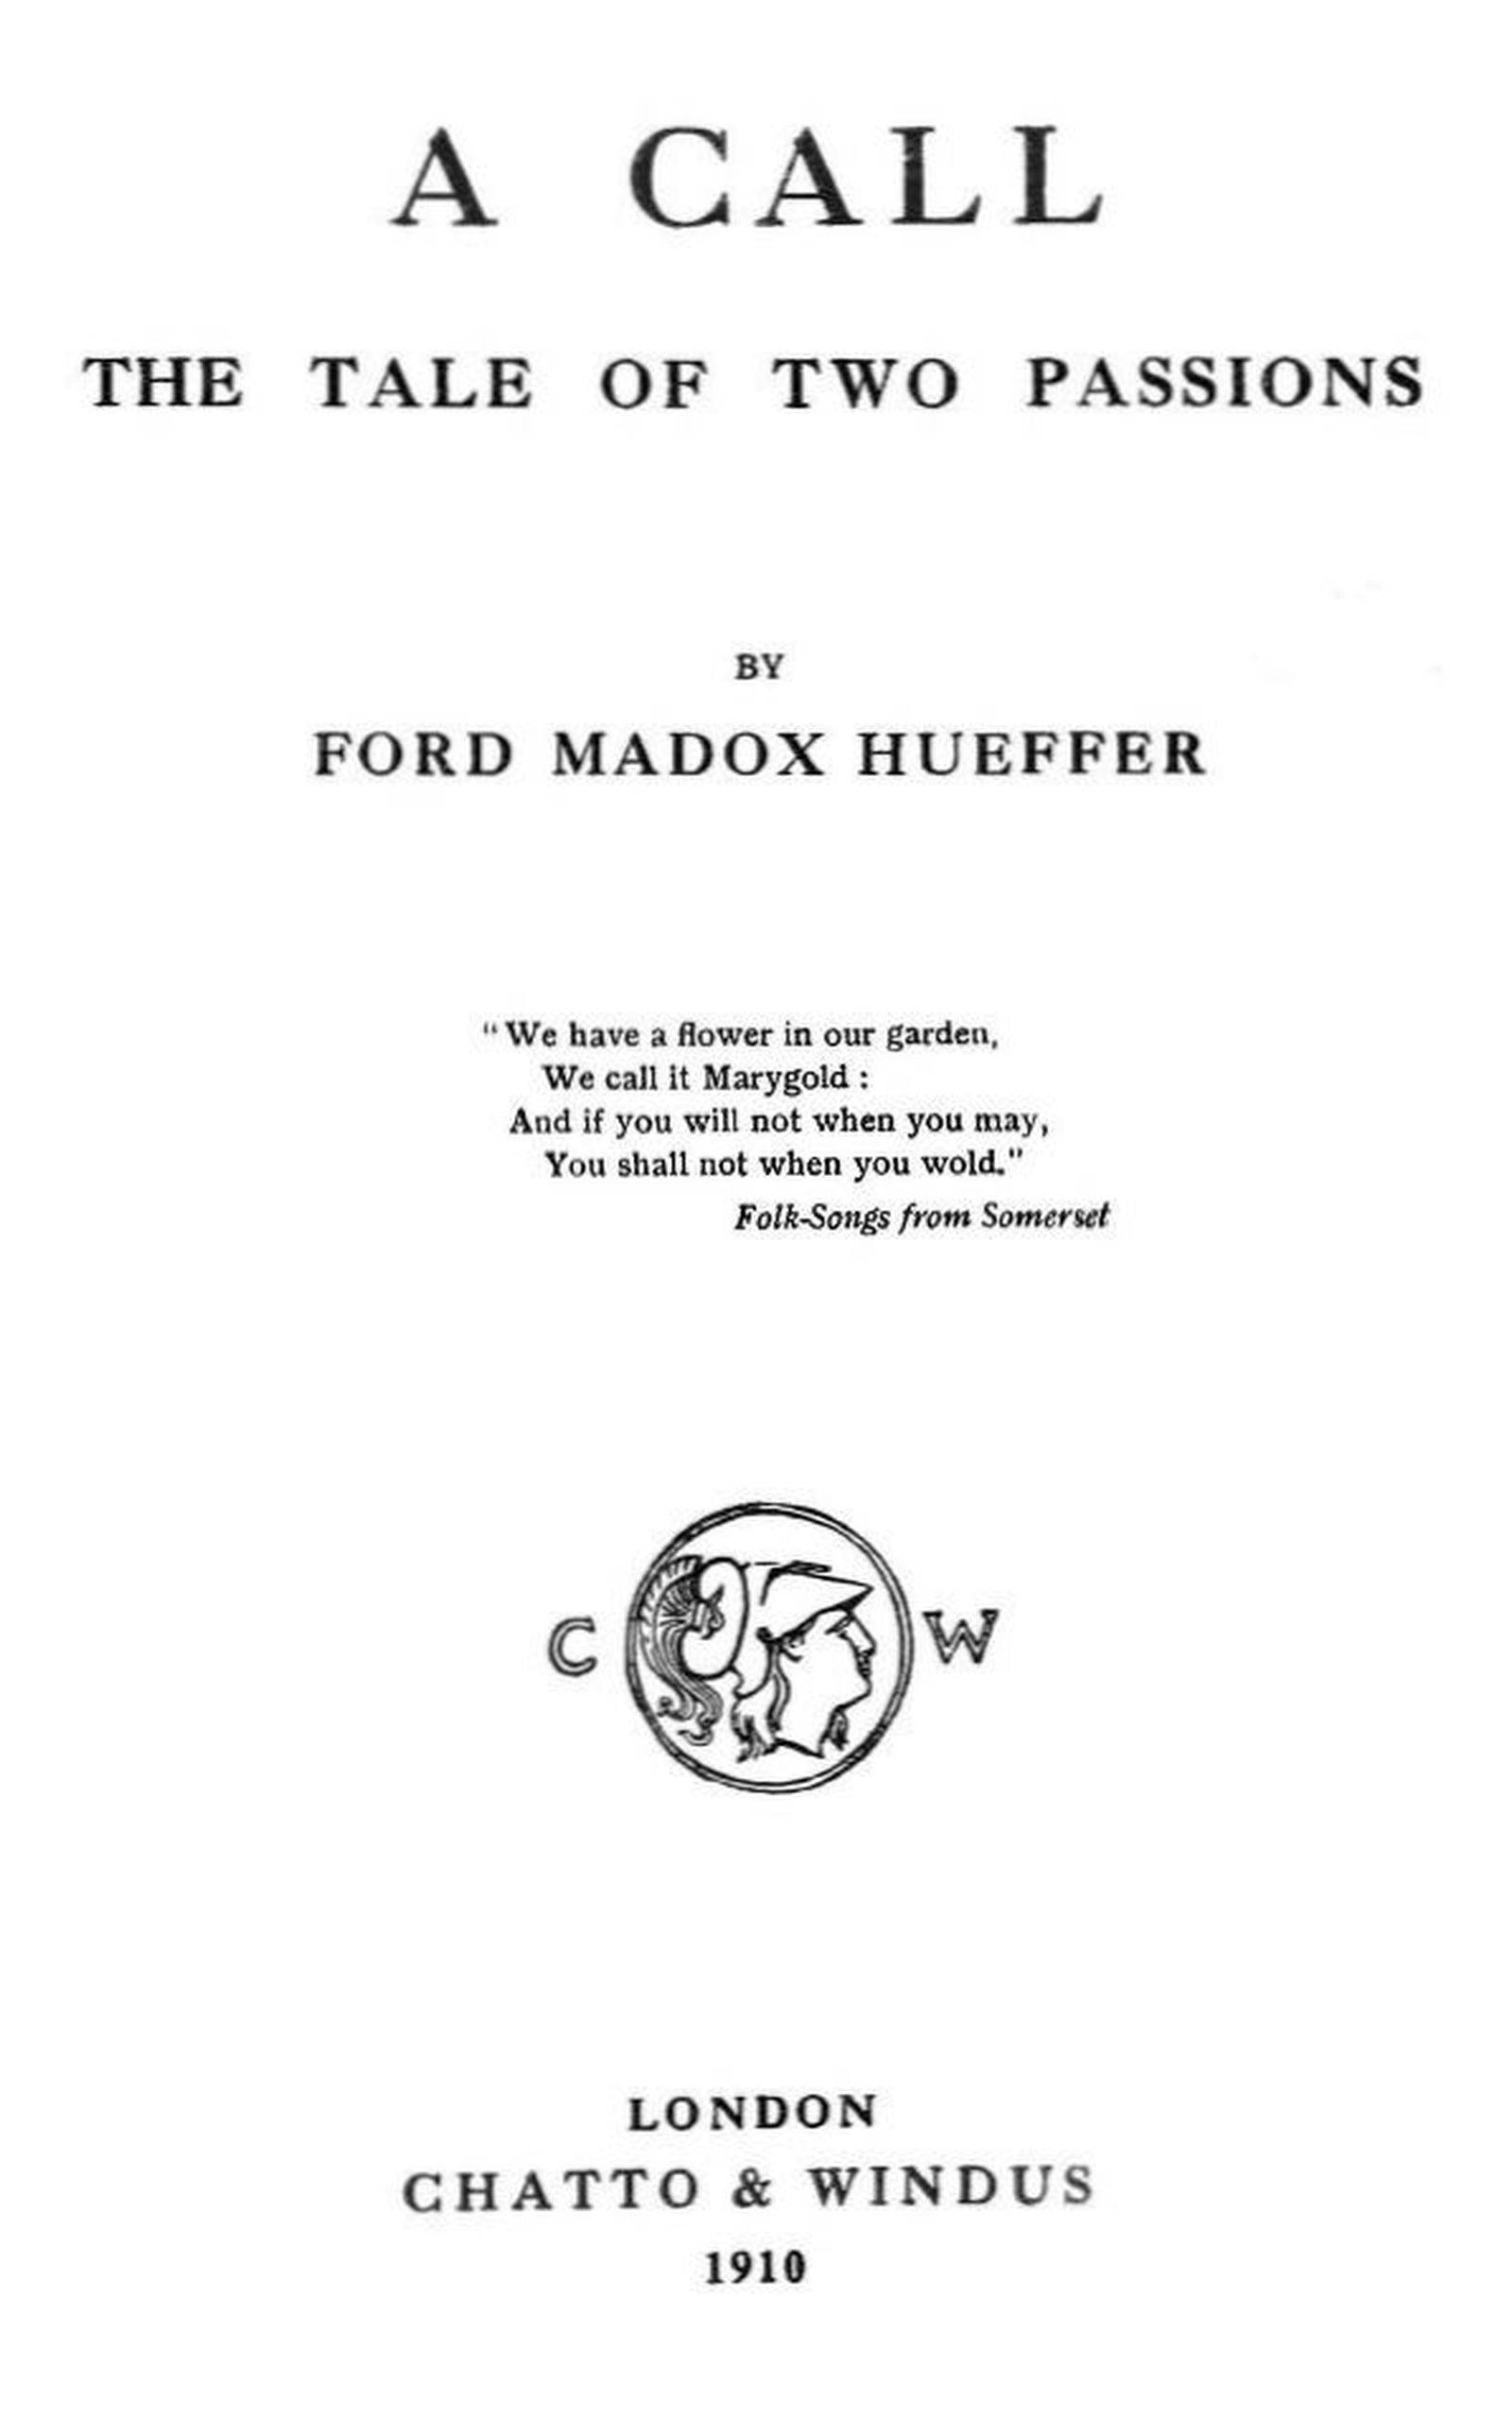 A CALL
THE TALE OF TWO PASSIONS
BY
FORD MADOX HUEFFER
"We have a flower in our garden,
We call it Marygold :
And if you will not when you may,
You shall not when you wold."
Folk-Songs from Somerset
C W
LONDON
CHATTO & WINDUS
1910